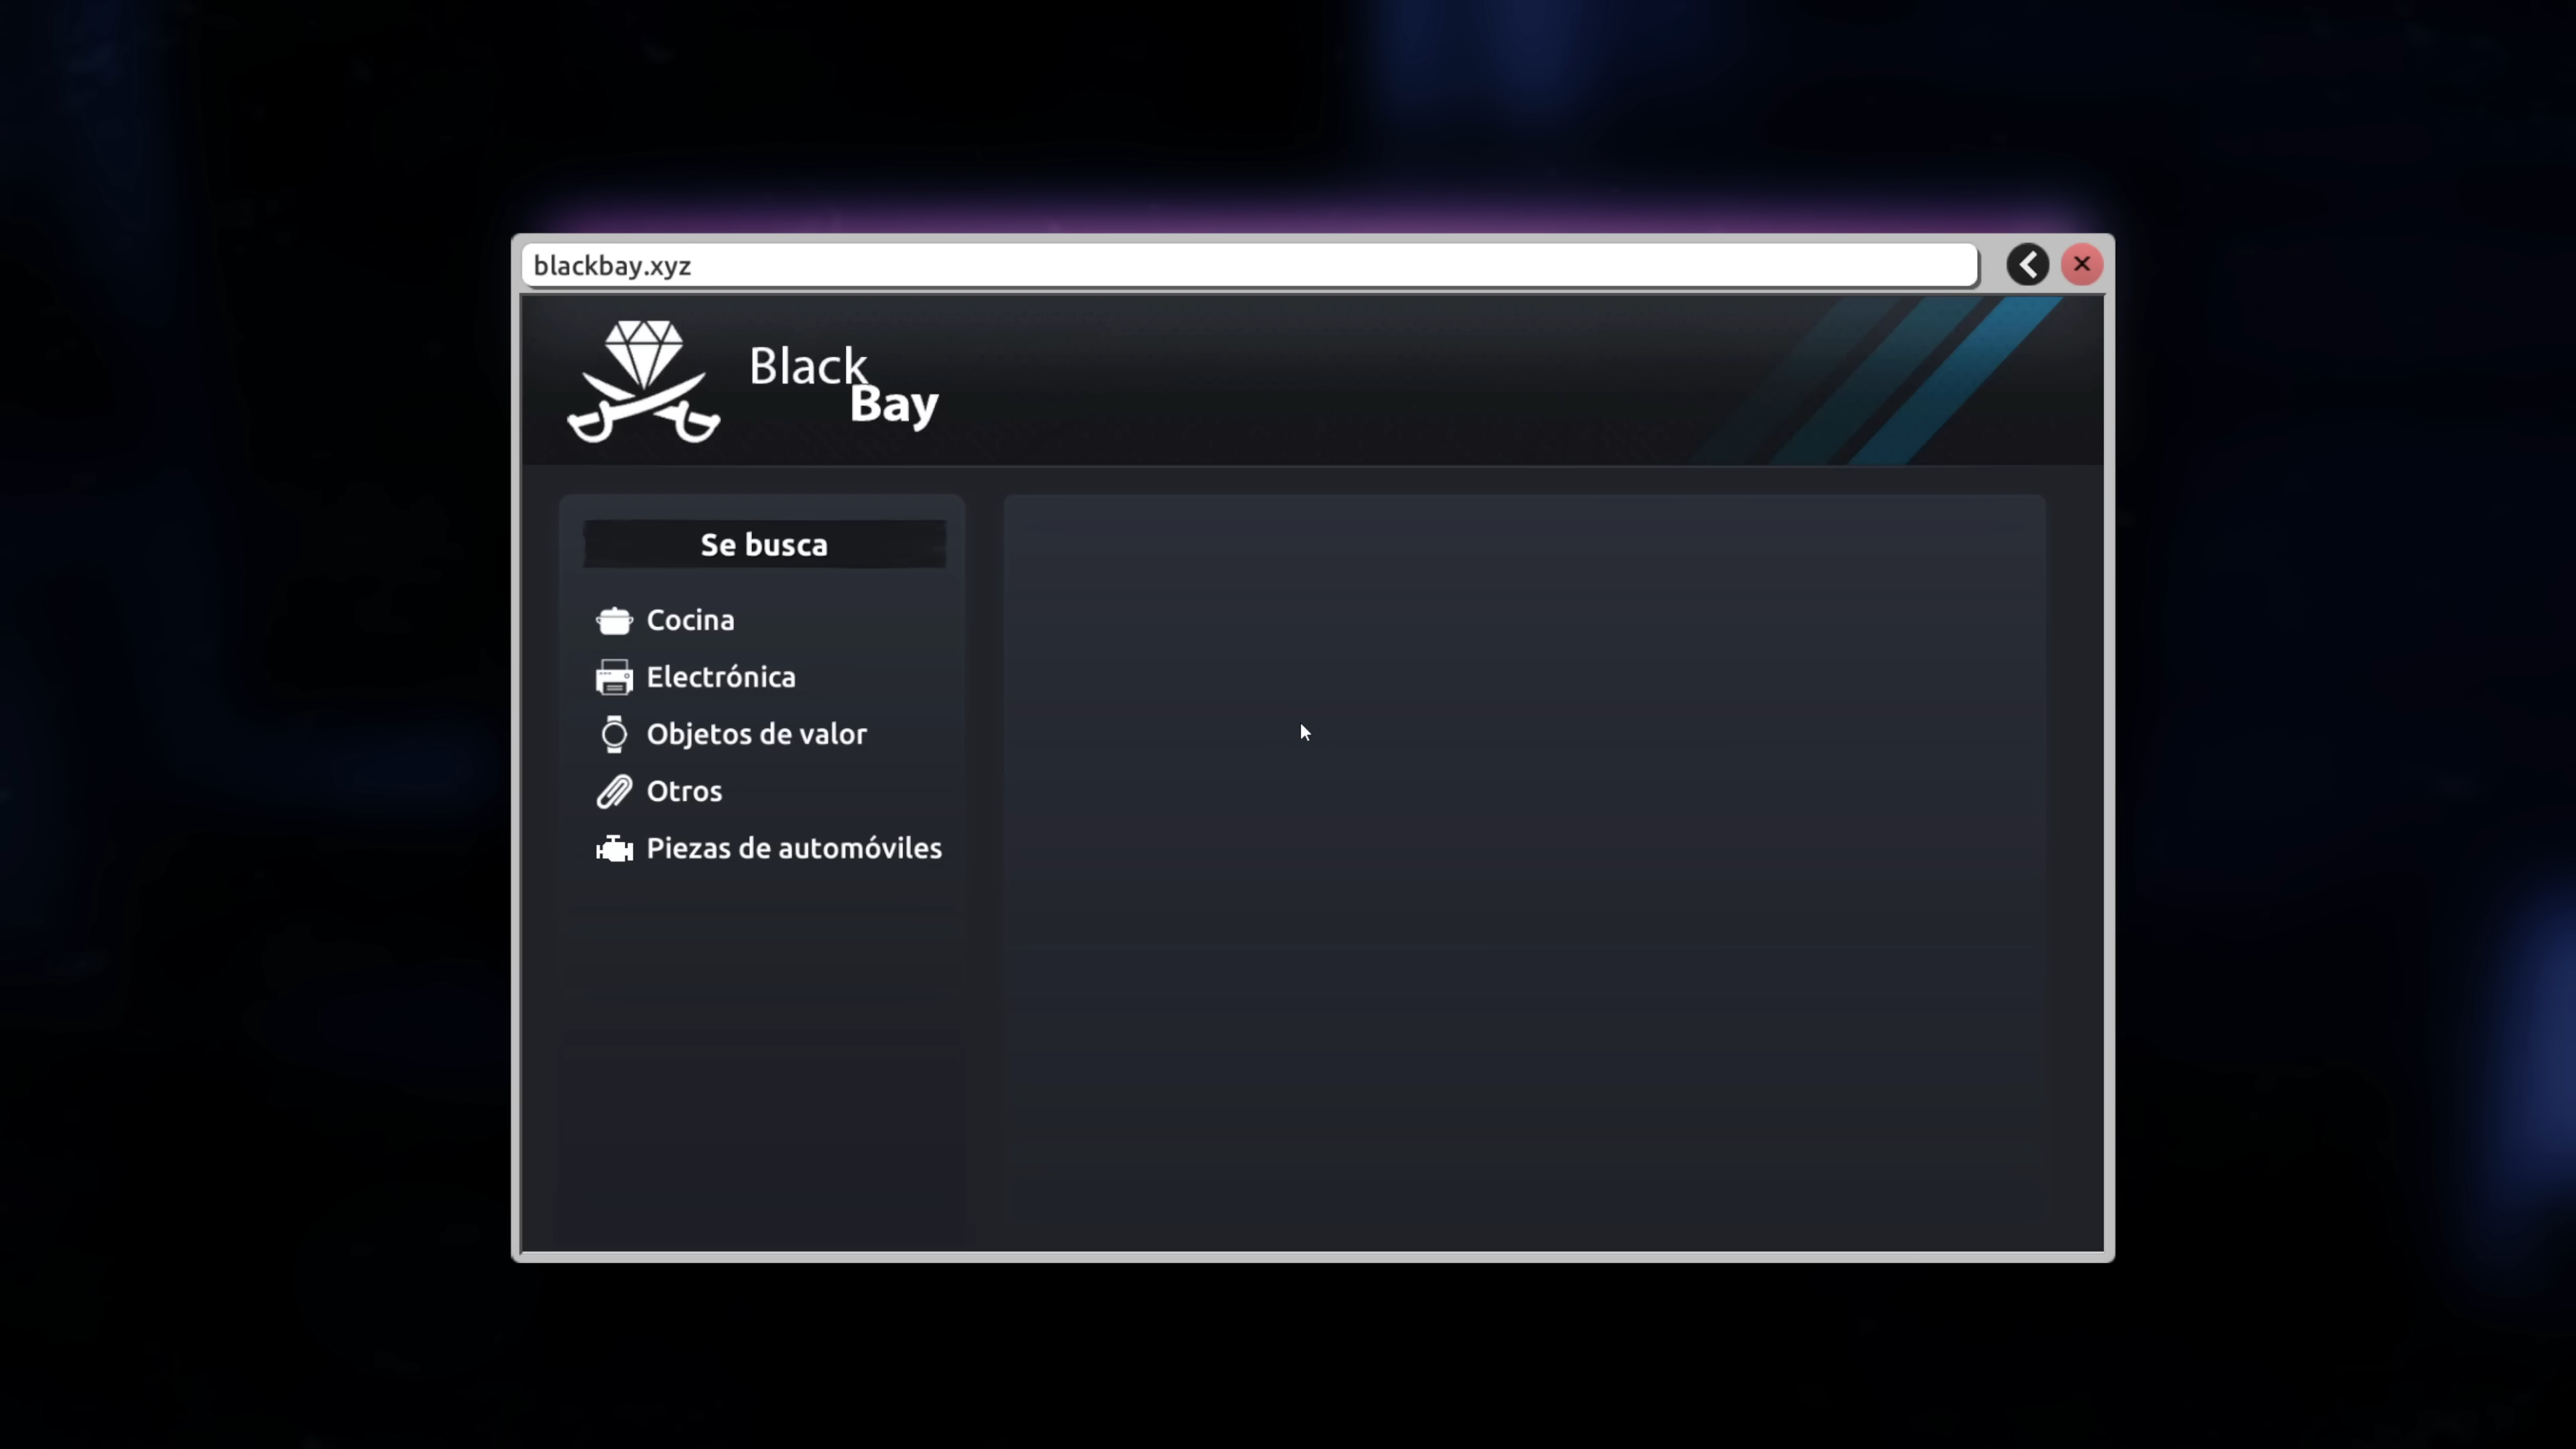 blackbay.xyz
Black
Bay
Se busca
Cocina
Electrónica
Objetos de valor
Otros
Piezas de automóviles